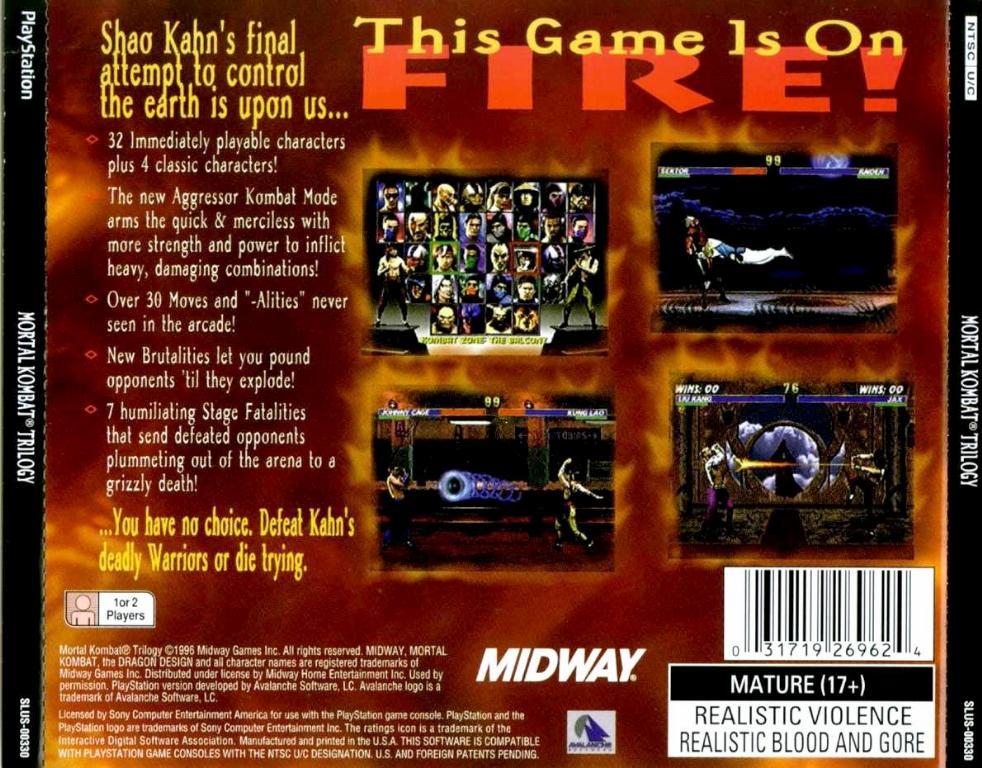 PlayStation
MORTAL KOMBAT® TRILOGY
SLUS-00330
Shao Kahn's final
attempt to control
the earth is upon us...
32 Immediately playable characters
plus 4 classic characters!
The new Aggressor Kombat Mode
arms the quick & merciless with
more strength and power to inflict
heavy, damaging combinations!
Over 30 Moves and "-Alities" never
seen in the arcade!
New Brutalities let you pound
opponents 'til they explode!
7 humiliating Stage Fatalities
that send defeated opponents
plummeting out of the arena to a
grizzly death!
...You have no choice. Defeat Kahn's
deadly Warriors or die trying.
This Game Is On
FIRE!
KOMBAT ZONE: THE BALCONY
99
SEKTOR
RAIDEN
99
JOHNNY CAGE
KUNG LAO
WINS: 00
76
WINS: 00
LIU KANG
JAX
1 or 2
Players
Mortal Kombat® Trilogy ©1996 Midway Games Inc. All rights reserved. MIDWAY, MORTAL
KOMBAT, the DRAGON DESIGN and all character names are registered trademarks of
Midway Games Inc. Distributed under license by Midway Home Entertainment Inc. Used by
permission. PlayStation version developed by Avalanche Software, LC. Avalanche logo is a
trademark of Avalanche Software, LC.
Licensed by Sony Computer Entertainment America for use with the PlayStation game console. PlayStation and the
PlayStation logo are trademarks of Sony Computer Entertainment Inc. The ratings icon is a trademark of the
Interactive Digital Software Association. Manufactured and printed in the U.S.A. THIS SOFTWARE IS COMPATIBLE
WITH PLAYSTATION GAME CONSOLES WITH THE NTSC U/C DESIGNATION. U.S. AND FOREIGN PATENTS PENDING.
MIDWAY®
AVALANCHE
0 31719 26962 4
MATURE (17+)
REALISTIC VIOLENCE
REALISTIC BLOOD AND GORE
NTSC U/C
MORTAL KOMBAT® TRILOGY
SLUS-00330